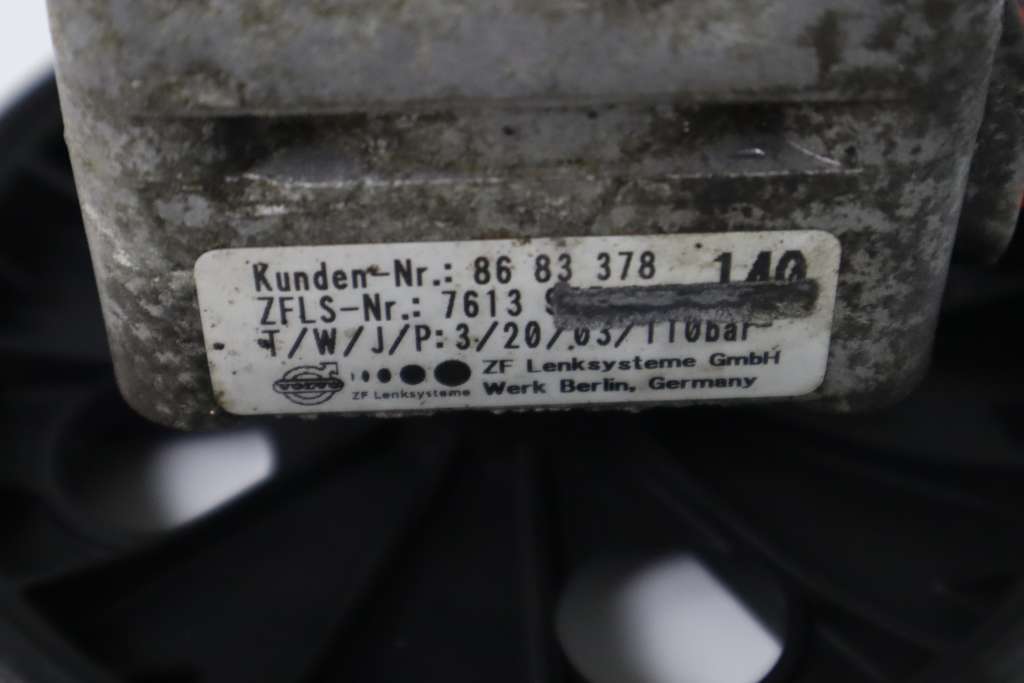 Kunden-Nr.: 86 83 378 140
ZFLS-Nr.: 7613
T/W/J/P: 3/20/03/110bar
VOLVO ZF Lenksysteme ZF Lenksysteme GmbH
Werk Berlin, Germany